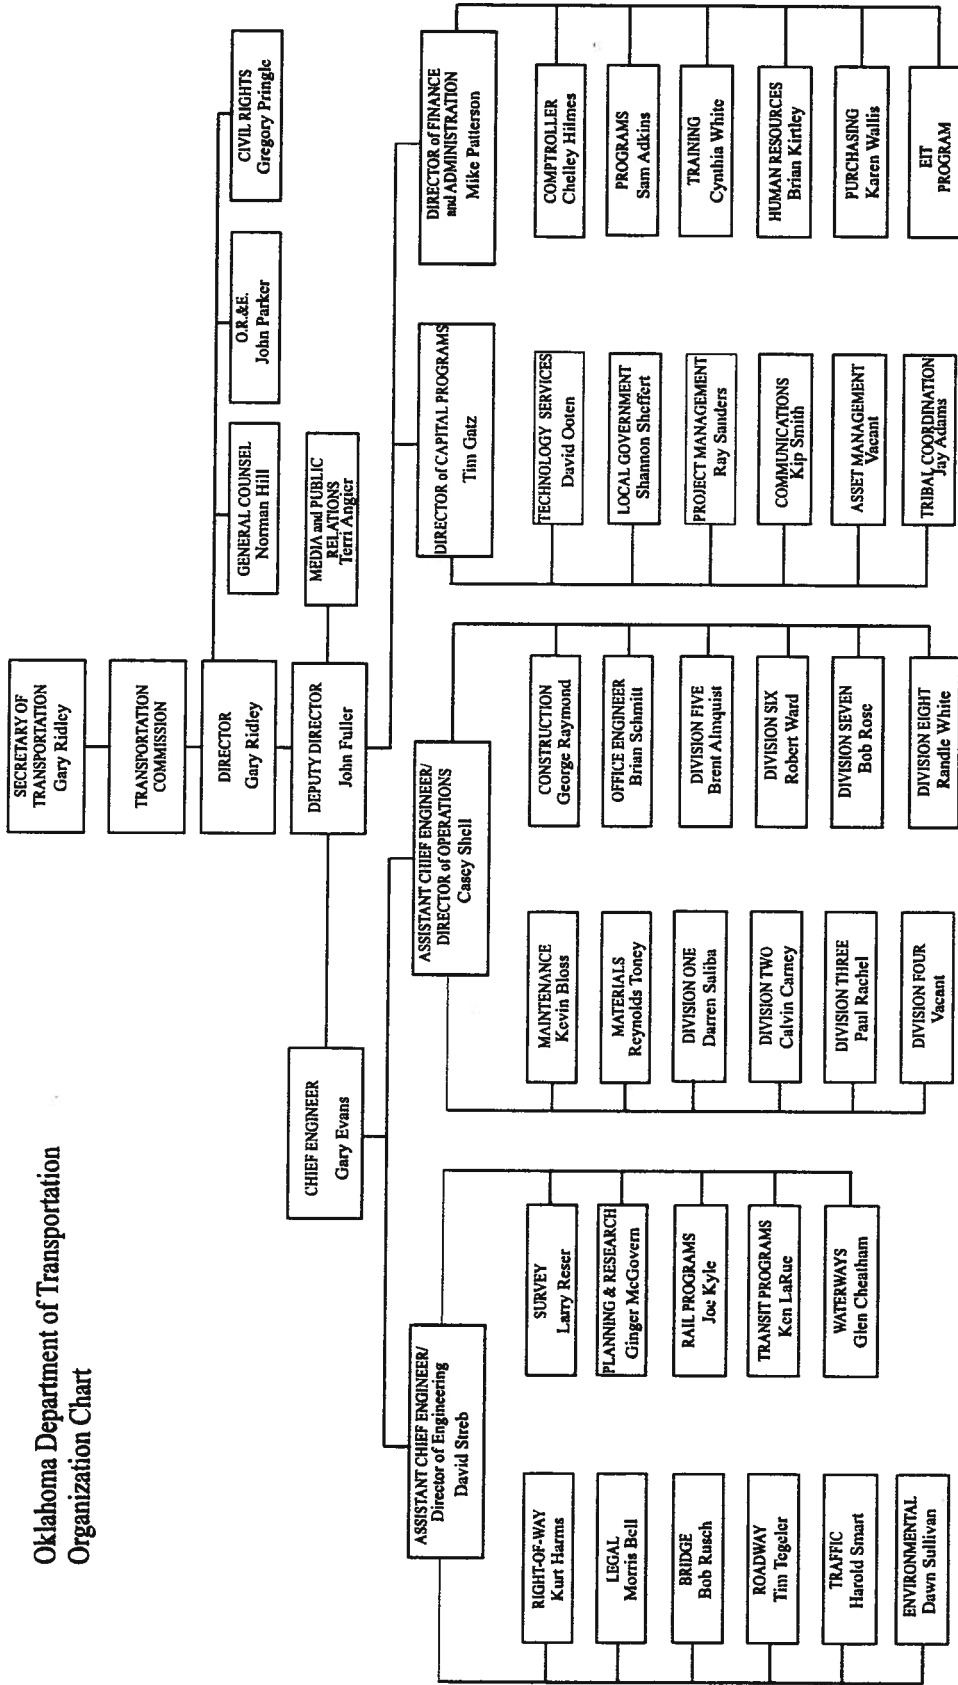 Oklahoma Department of Transportation
Organization Chart
SECRETARY OF
TRANSPORTATION
Gary Ridley
TRANSPORTATION
COMMISSION
DIRECTOR
Gary Ridley
GENERAL COUNSEL
Norman Hill
O.R.&E.
John Parker
CIVIL RIGHTS
Gregory Pringle
DEPUTY DIRECTOR
John Fuller
MEDIA and PUBLIC
RELATIONS
Terri Angier
CHIEF ENGINEER
Gary Evans
ASSISTANT CHIEF ENGINEER/
Director of Engineering
David Streb
ASSISTANT CHIEF ENGINEER/
DIRECTOR of OPERATIONS
Casey Shell
DIRECTOR of CAPITAL PROGRAMS
Tim Gatz
DIRECTOR of FINANCE
and ADMINISTRATION
Mike Patterson
RIGHT-OF-WAY
Kurt Harms
LEGAL
Morris Bell
BRIDGE
Bob Rusch
ROADWAY
Tim Tegeler
TRAFFIC
Harold Smart
ENVIRONMENTAL
Dawn Sullivan
SURVEY
Larry Reser
PLANNING & RESEARCH
Ginger McGovern
RAIL PROGRAMS
Joe Kyle
TRANSIT PROGRAMS
Ken LaRue
WATERWAYS
Glen Cheatham
MAINTENANCE
Kevin Bloss
MATERIALS
Reynolds Toney
DIVISION ONE
Darren Saliba
DIVISION TWO
Calvin Carney
DIVISION THREE
Paul Rachel
DIVISION FOUR
Vacant
CONSTRUCTION
George Raymond
OFFICE ENGINEER
Brian Schmitt
DIVISION FIVE
Brent Almquist
DIVISION SIX
Robert Ward
DIVISION SEVEN
Bob Rose
DIVISION EIGHT
Randle White
TECHNOLOGY SERVICES
David Ooten
LOCAL GOVERNMENT
Shannon Sheffert
PROJECT MANAGEMENT
Ray Sanders
COMMUNICATIONS
Kip Smith
ASSET MANAGEMENT
Vacant
TRIBAL COORDINATION
Jay Adams
COMPTROLLER
Chelley Hilmes
PROGRAMS
Sam Adkins
TRAINING
Cynthia White
HUMAN RESOURCES
Brian Kirtley
PURCHASING
Karen Wallis
EIT
PROGRAM